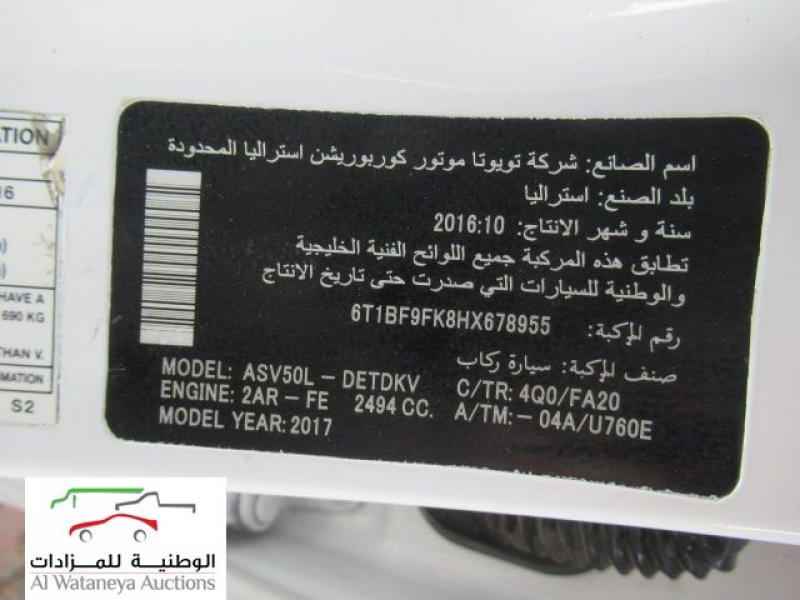 ATION
16
HAVE A
690 KG
THAN V.
RMATION
S2
اسم الصانع: شركة تويوتا موتور كوربوريشن استراليا المحدودة
بلد الصنع: استراليا
سنة و شهر الانتاج: 2016:10
تطابق هذه المركبة جميع اللوائح الفنية الخليجية
والوطنية للسيارات التي صدرت حتى تاريخ الانتاج
رقم المركبة: 6T1BF9FK8HX678955
صنف المركبة: سيارة ركاب
MODEL: ASV50L - DETDKV C/TR: 4Q0/FA20
ENGINE: 2AR - FE 2494 CC. A/TM: - 04A/U760E
MODEL YEAR: 2017
الوطنية للمزادات
Al Wataneya Auctions